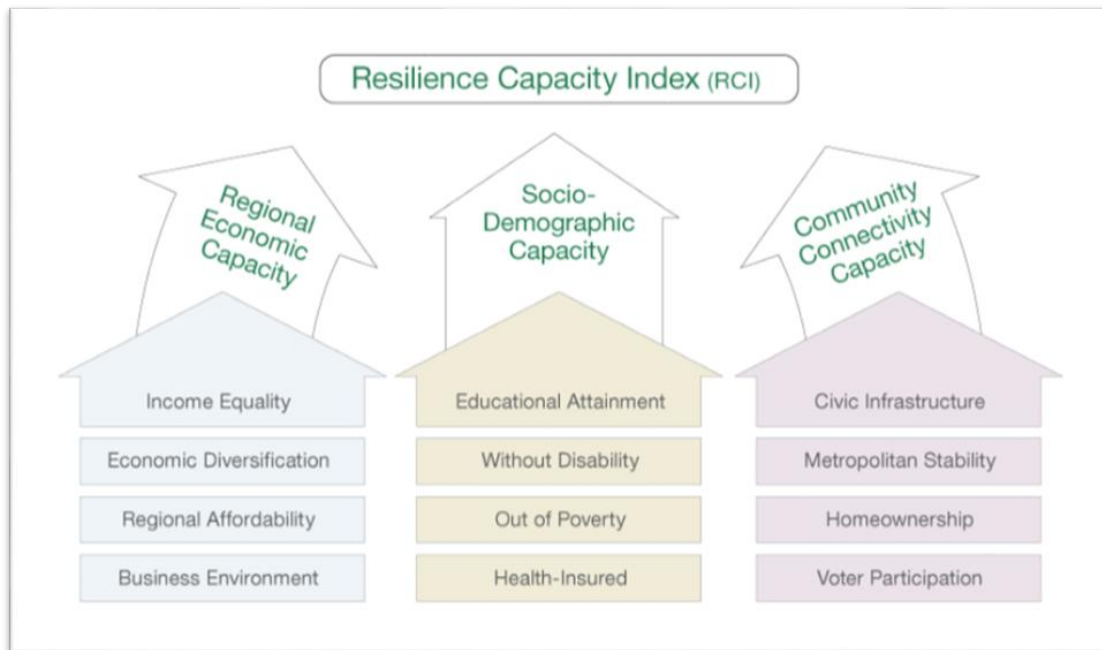 Resilience Capacity Index (RCI)
Regional
Economic
Capacity
Socio-
Demographic
Capacity
Community
Connectivity
Capacity
Income Equality
Economic Diversification
Regional Affordability
Business Environment
Educational Attainment
Without Disability
Out of Poverty
Health-Insured
Civic Infrastructure
Metropolitan Stability
Homeownership
Voter Participation